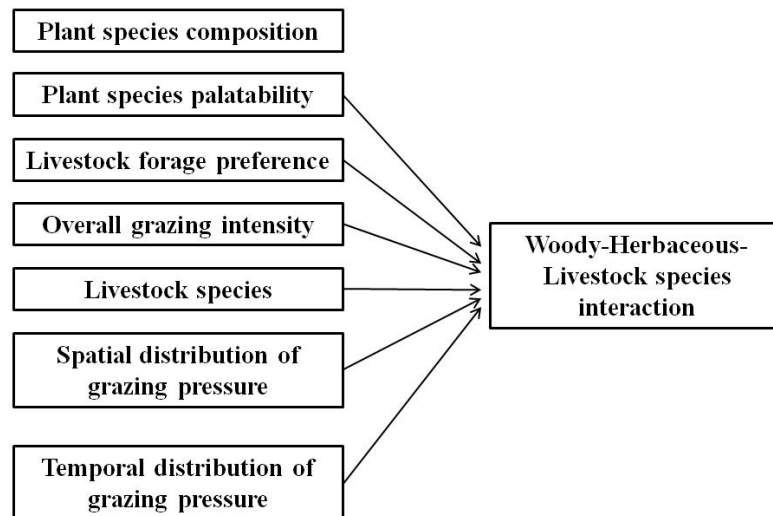 Plant species composition
Plant species palatability
Livestock forage preference
Overall grazing intensity
Livestock species
Spatial distribution of
grazing pressure
Temporal distribution of
grazing pressure
Woody-Herbaceous-
Livestock species
interaction